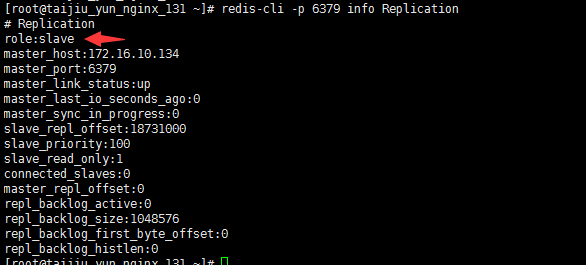 [root@taijiu_yun_nginx_131 ~]# redis-cli -p 6379 info Replication
# Replication
role:slave
master_host:172.16.10.134
master_port:6379
master_link_status:up
master_last_io_seconds_ago:0
master_sync_in_progress:0
slave_repl_offset:18731000
slave_priority:100
slave_read_only:1
connected_slaves:0
master_repl_offset:0
repl_backlog_active:0
repl_backlog_size:1048576
repl_backlog_first_byte_offset:0
repl_backlog_histlen:0
[root@taijiu_yun_nginx_131 ~]#